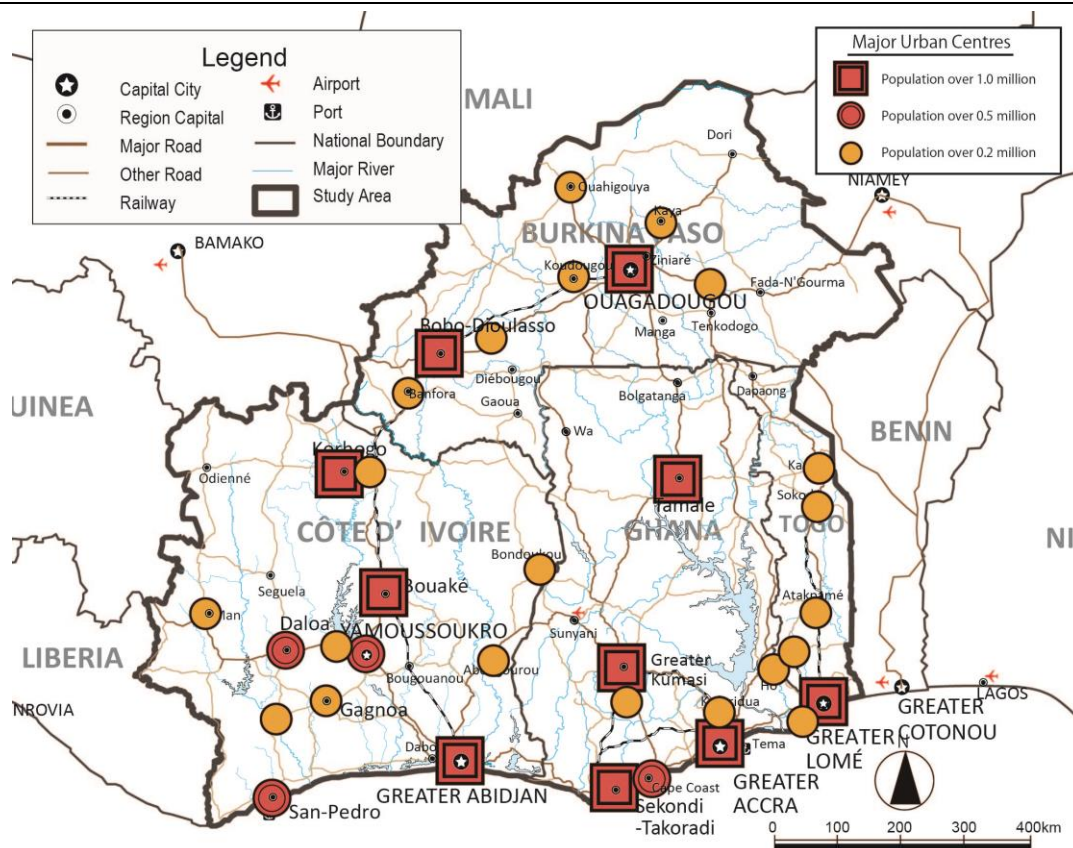 Legend
Capital City
Region Capital
Major Road
Other Road
Railway
Airport
Port
National Boundary
Major River
Study Area
Major Urban Centres
Population over 1.0 million
Population over 0.5 million
Population over 0.2 million
MALI
Dori
NIAMEY
Ouahigouya
Kaya
BURKINA FASO
BAMAKO
Ziniaré
Koudougou
OUAGADOUGOU
Fada-N'Gourma
Bobo-Dioulasso
Manga
Tenkodogo
Diébougou
Dapaong
Banfora
Bolgatanga
UINEA
Gaoua
BENIN
Wa
Korhogo
Odienné
Ka
Soko
Tamale
CÔTE D' IVOIRE
GHANA
TOGO
NI
Bondoukou
Seguela
Bouaké
Atakpamé
Man
Daloa
YAMOUSSOUKRO
Sunyani
LIBERIA
Bougouanou
Greater
Kumasi
Ho
LAGOS
NROVIA
Gagnoa
GREATER
COTONOU
Dabo
Tema
GREATER
LOMÉ
N
GREATER ABIDJAN
GREATER
ACCRA
Cape Coast
San-Pedro
Sekondi
-Takoradi
0 100 200 300 400km